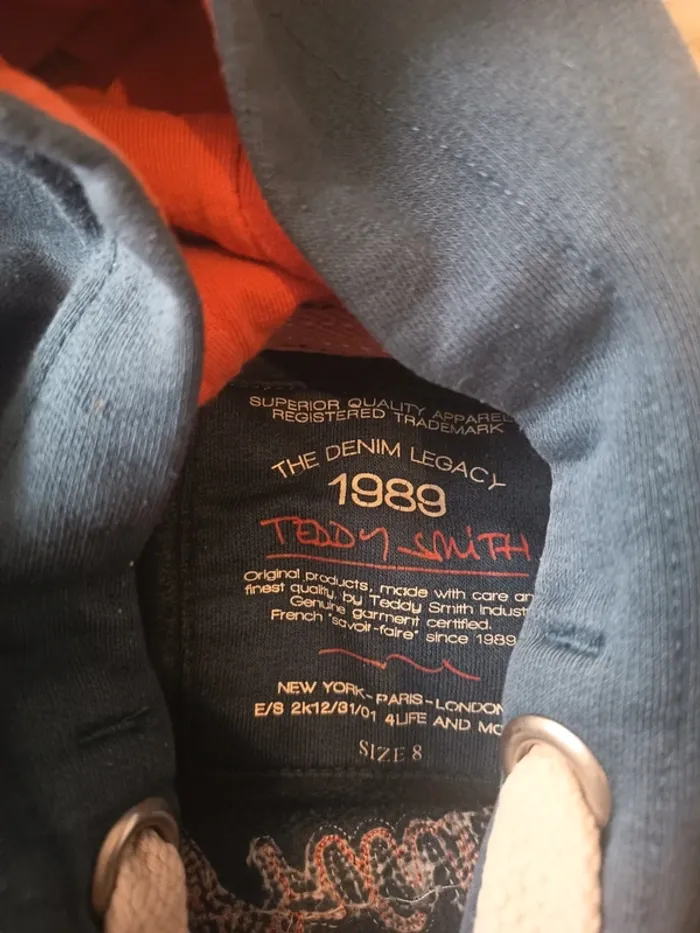 SUPERIOR QUALITY APPAREL
REGISTERED TRADEMARK
THE DENIM LEGACY
1989
TEDDY SMITH
Original products, made with care an
finest quality, by Teddy Smith Indust
Genuine garment certified.
French "savoir-faire" since 1989
NEW YORK-PARIS-LONDON
E/S 2k12/31/01 4LIFE AND MO
SIZE 8